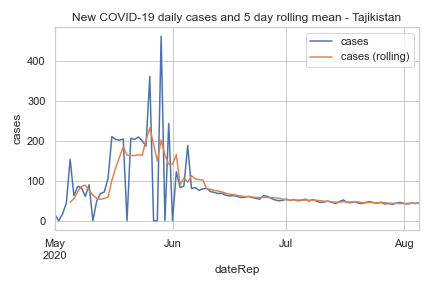 New COVID-19 daily cases and 5 day rolling mean - Tajikistan
cases
cases (rolling)
400
300
200
100
0
cases
May Jun Jul Aug
2020
dateRep